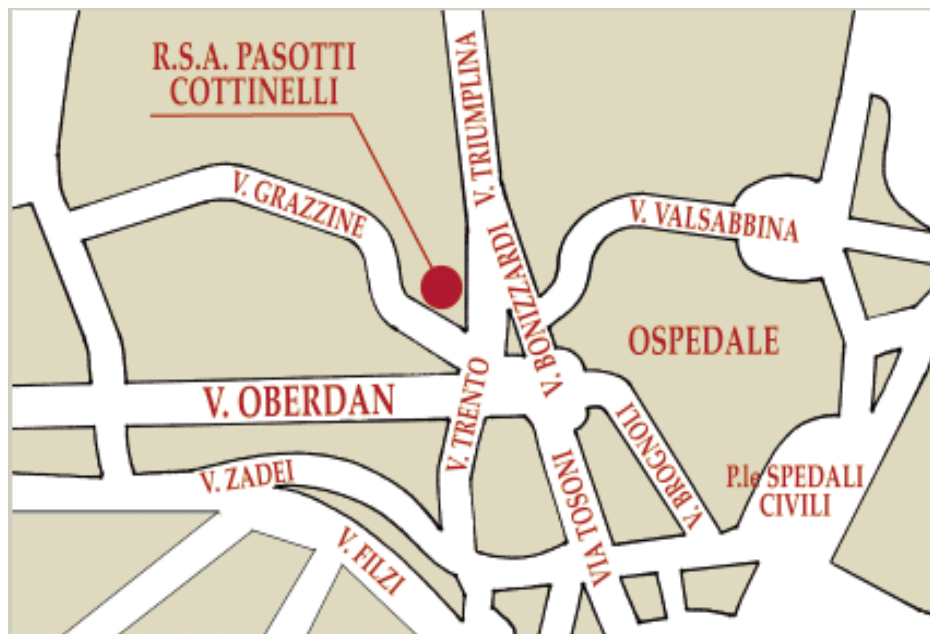 R.S.A. PASOTTI
COTTINELLI
V. TRIUMPLINA
V. GRAZZINE
V. VALSABBINA
V. BONIZZARDI
OSPEDALE
V. OBERDAN
V. TRENTO
V. BROGNOLI
V. ZADEI
VIA TOSONI
P.le SPEDALI
CIVILI
V. FILZI